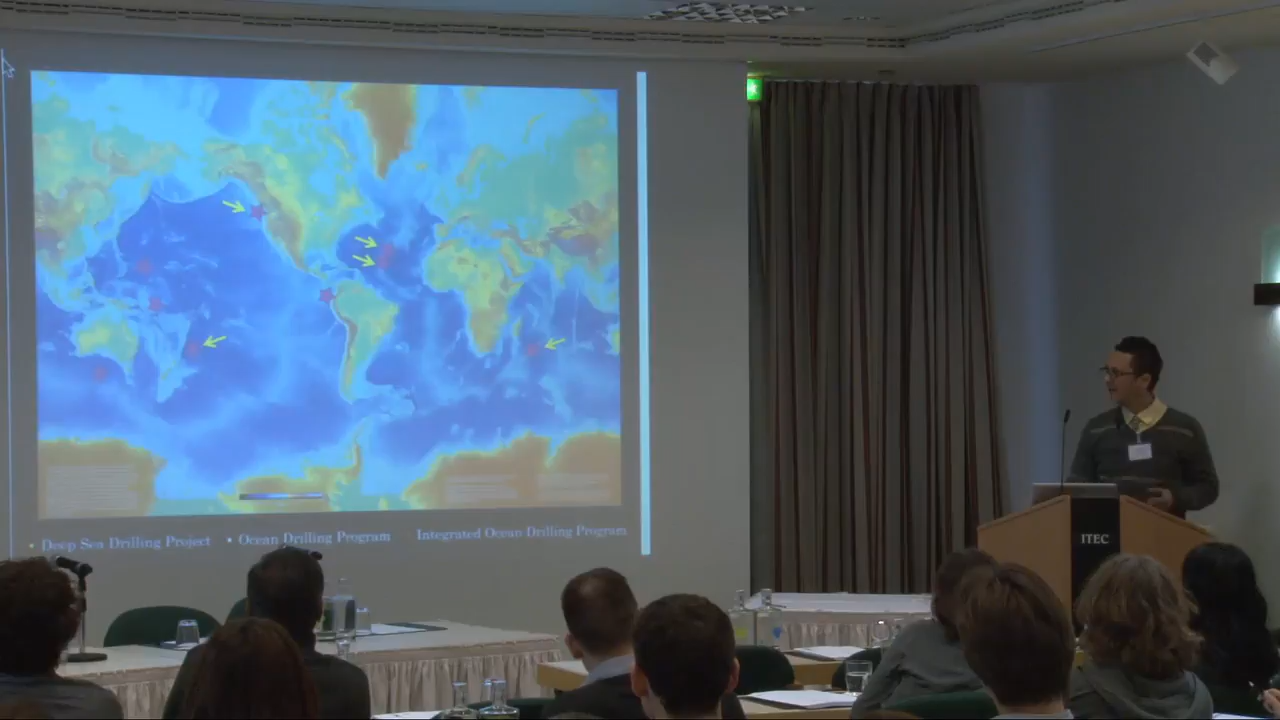 • Deep Sea Drilling Project • Ocean Drilling Program Integrated Ocean Drilling Program
ITEC